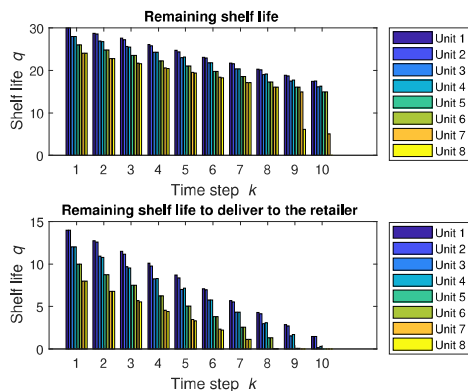 Remaining shelf life
30
20
10
0
Shelf life q
1 2 3 4 5 6 7 8 9 10
Time step k
Unit 1
Unit 2
Unit 3
Unit 4
Unit 5
Unit 6
Unit 7
Unit 8
Remaining shelf life to deliver to the retailer
15
10
5
0
Shelf life q
1 2 3 4 5 6 7 8 9 10
Time step k
Unit 1
Unit 2
Unit 3
Unit 4
Unit 5
Unit 6
Unit 7
Unit 8